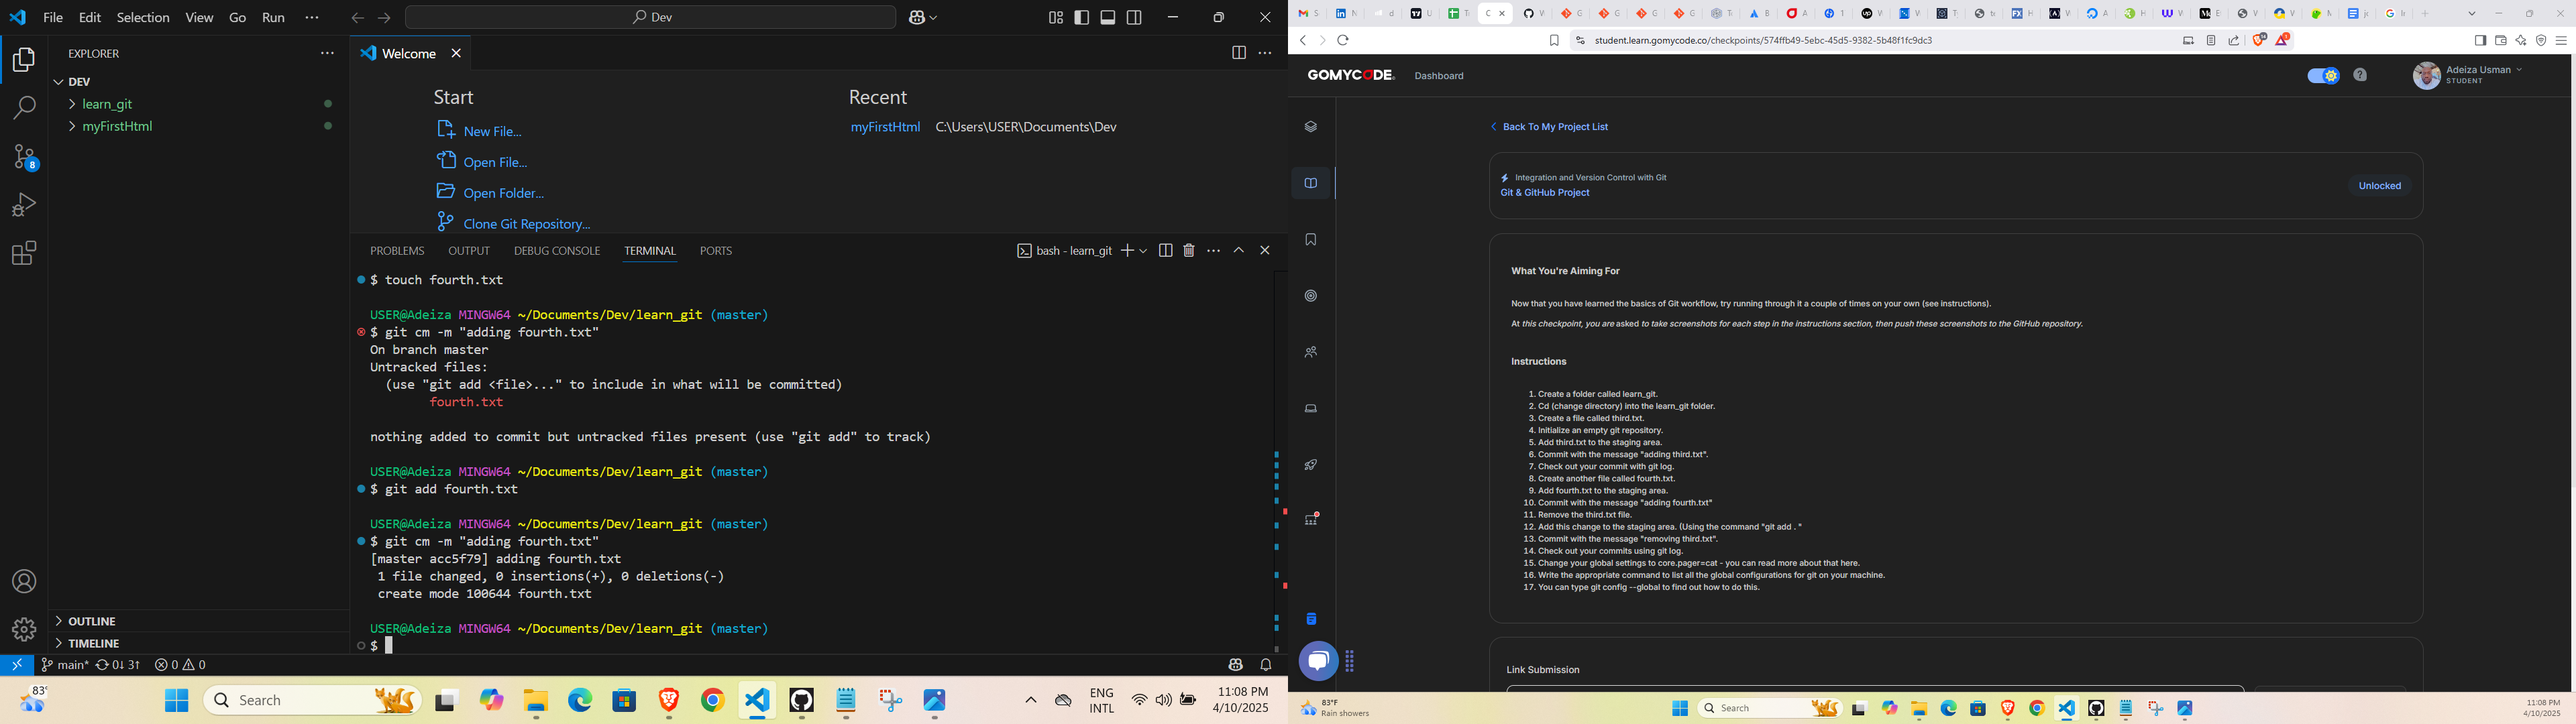 File Edit Selection View Go Run ...
Dev
EXPLORER
DEV
learn_git
myFirstHtml
8
OUTLINE
TIMELINE
Welcome
Start
New File...
Open File...
Open Folder...
Clone Git Repository...
Recent
myFirstHtml C:\Users\USER\Documents\Dev
PROBLEMS OUTPUT DEBUG CONSOLE TERMINAL PORTS
bash - learn_git
$ touch fourth.txt
USER@Adeiza MINGW64 ~/Documents/Dev/learn_git (master)
$ git cm -m "adding fourth.txt"
On branch master
Untracked files:
(use "git add <file>..." to include in what will be committed)
fourth.txt
nothing added to commit but untracked files present (use "git add" to track)
USER@Adeiza MINGW64 ~/Documents/Dev/learn_git (master)
$ git add fourth.txt
USER@Adeiza MINGW64 ~/Documents/Dev/learn_git (master)
$ git cm -m "adding fourth.txt"
[master acc5f79] adding fourth.txt
1 file changed, 0 insertions(+), 0 deletions(-)
create mode 100644 fourth.txt
USER@Adeiza MINGW64 ~/Documents/Dev/learn_git (master)
$
main* 0↓ 3↑ 0 0
83°
Search
ENG
INTL
11:08 PM
4/10/2025
student.learn.gomycode.co/checkpoints/574ffb49-5ebc-45d5-9382-5b48f1fc9dc3
GOMYCODE.
Dashboard
Adeiza Usman
STUDENT
Back To My Project List
Integration and Version Control with Git
Git & GitHub Project
Unlocked
What You're Aiming For
Now that you have learned the basics of Git workflow, try running through it a couple of times on your own (see instructions).
At this checkpoint, you are asked to take screenshots for each step in the instructions section, then push these screenshots to the GitHub repository.
Instructions
1. Create a folder called learn_git.
2. Cd (change directory) into the learn_git folder.
3. Create a file called third.txt.
4. Initialize an empty git repository.
5. Add third.txt to the staging area.
6. Commit with the message "adding third.txt".
7. Check out your commit with git log.
8. Create another file called fourth.txt.
9. Add fourth.txt to the staging area.
10. Commit with the message "adding fourth.txt"
11. Remove the third.txt file.
12. Add this change to the staging area. (Using the command "git add . "
13. Commit with the message "removing third.txt".
14. Check out your commits using git log.
15. Change your global settings to core.pager=cat - you can read more about that here.
16. Write the appropriate command to list all the global configurations for git on your machine.
17. You can type git config --global to find out how to do this.
Link Submission
83°F
Rain showers
Search
11:08 PM
4/10/2025